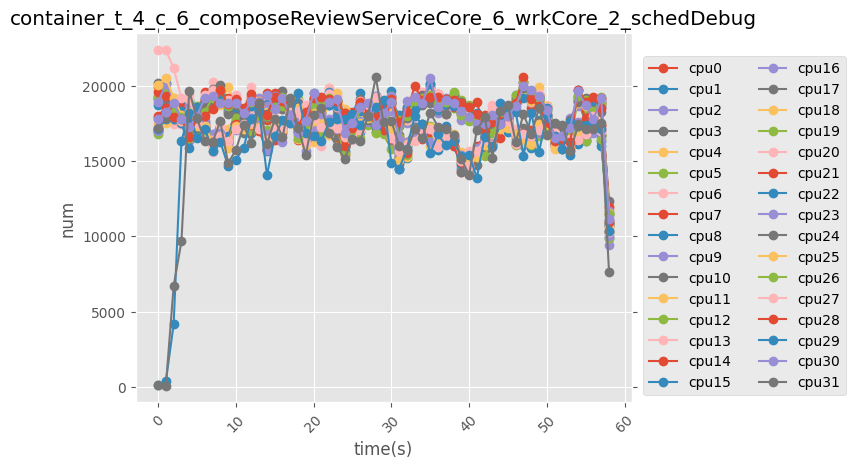 container_t_4_c_6_composeReviewServiceCore_6_wrkCore_2_schedDebug
20000
15000
10000
5000
0
num
0
10
20
30
40
50
60
time(s)
cpu0
cpu1
cpu2
cpu3
cpu4
cpu5
cpu6
cpu7
cpu8
cpu9
cpu10
cpu11
cpu12
cpu13
cpu14
cpu15
cpu16
cpu17
cpu18
cpu19
cpu20
cpu21
cpu22
cpu23
cpu24
cpu25
cpu26
cpu27
cpu28
cpu29
cpu30
cpu31